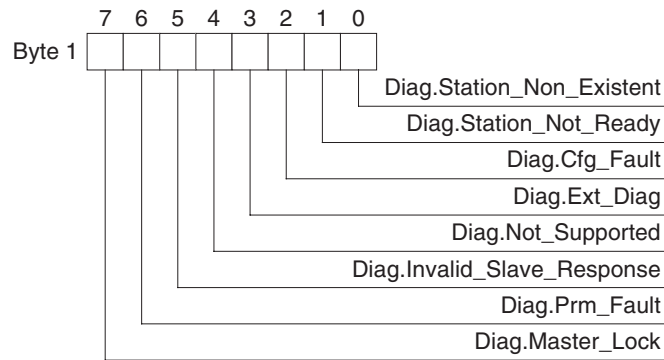 7 6 5 4 3 2 1 0
Byte 1
Diag.Station_Non_Existent
Diag.Station_Not_Ready
Diag.Cfg_Fault
Diag.Ext_Diag
Diag.Not_Supported
Diag.Invalid_Slave_Response
Diag.Prm_Fault
Diag.Master_Lock